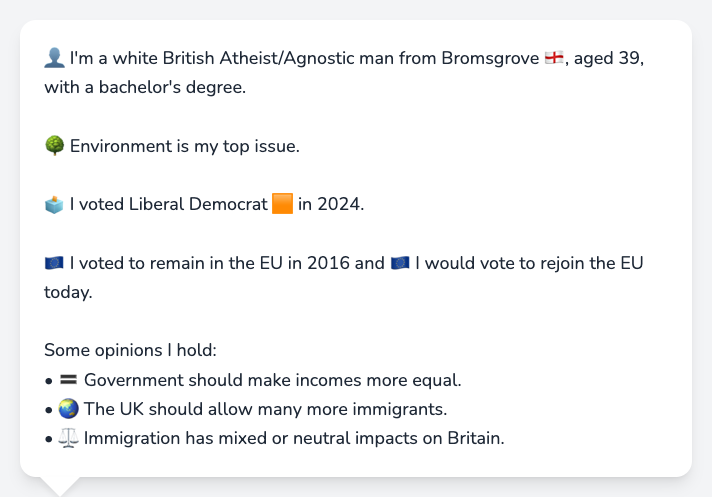 👤 I'm a white British Atheist/Agnostic man from Bromsgrove 🏴󠁧󠁢󠁥󠁮󠁧󠁿, aged 39,
with a bachelor's degree.
🌳 Environment is my top issue.
🗳️ I voted Liberal Democrat 🟧 in 2024.
🇪🇺 I voted to remain in the EU in 2016 and 🇪🇺 I would vote to rejoin the EU
today.
Some opinions I hold:
• 🟰 Government should make incomes more equal.
• 🌏 The UK should allow many more immigrants.
• ⚖️ Immigration has mixed or neutral impacts on Britain.